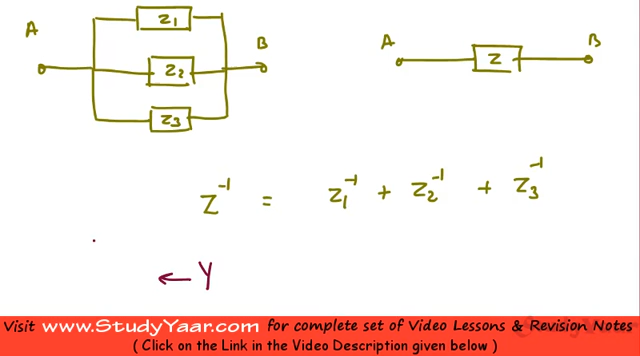 Z₁
A
B
A
B
Z₂
Z
Z₃
Z⁻¹ = Z₁⁻¹ + Z₂⁻¹ + Z₃⁻¹
← Y
Visit www.StudyYaar.com for complete set of Video Lessons & Revision Notes
( Click on the Link in the Video Description given below )